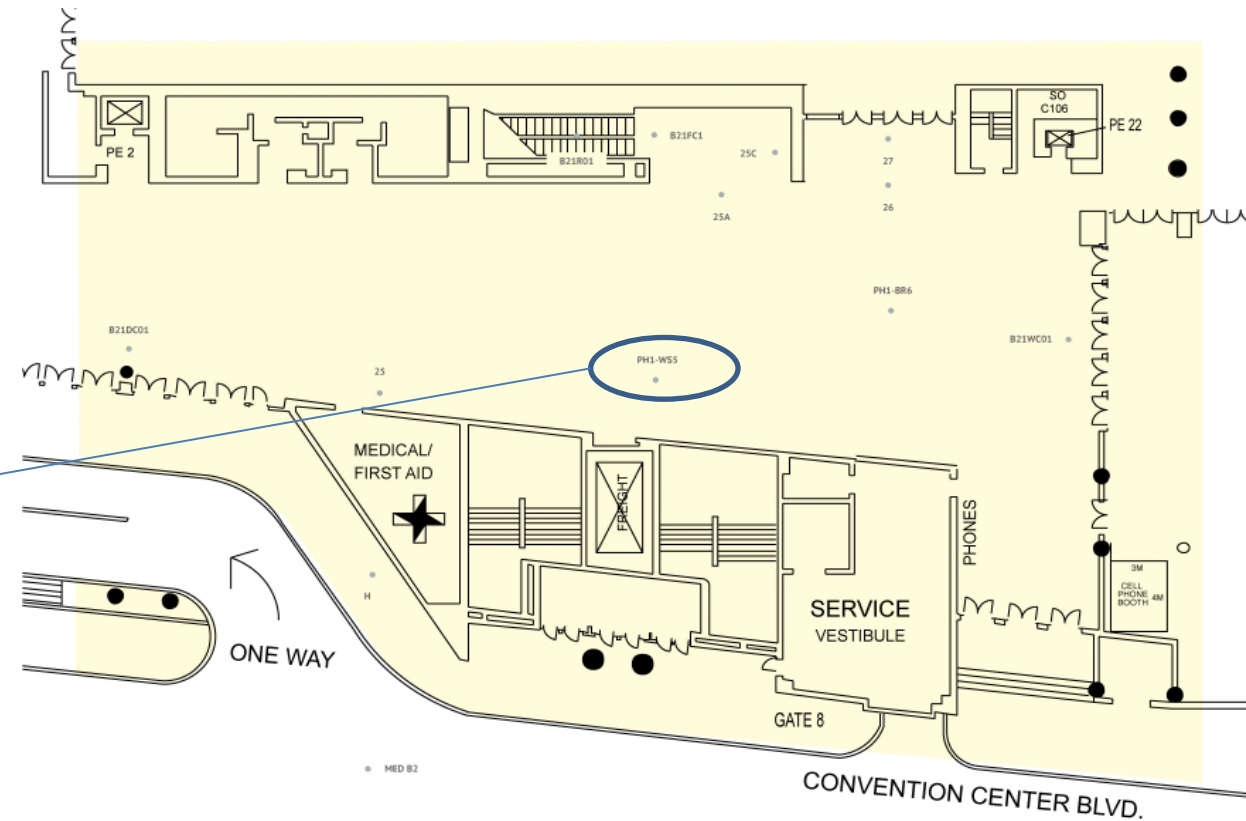 SO
C106
PE 22
PE 2
B21FC1
25C
B21R01
27
25A
26
PH1-BR6
B21DC01
B21WC01
PH1-WS5
25
MEDICAL/
FIRST AID
FREIGHT
PHONES
3M
CELL
PHONE
BOOTH
4M
H
SERVICE
VESTIBULE
ONE WAY
GATE 8
MED B2
CONVENTION CENTER BLVD.